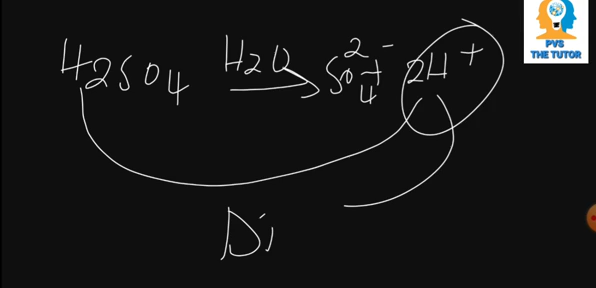 PVS
THE TUTOR
H2SO4 H2O → SO4^2- + 2H+
Di